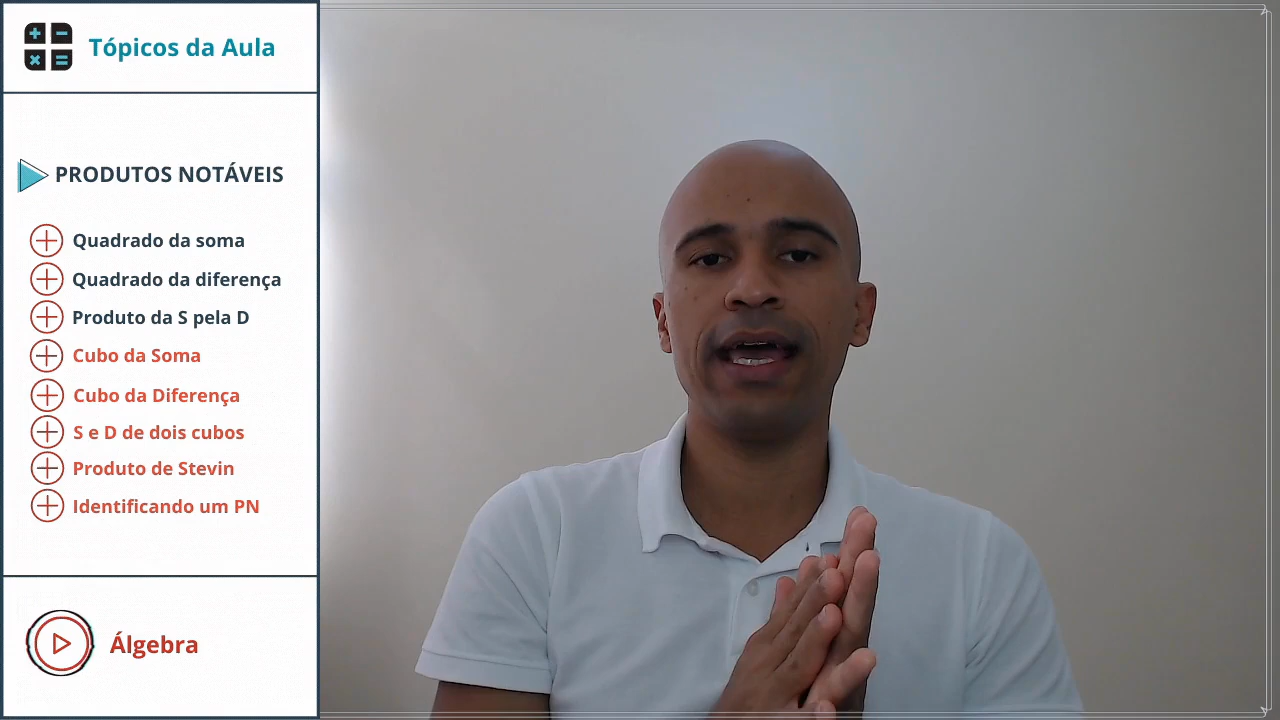 Tópicos da Aula
PRODUTOS NOTÁVEIS
Quadrado da soma
Quadrado da diferença
Produto da S pela D
Cubo da Soma
Cubo da Diferença
S e D de dois cubos
Produto de Stevin
Identificando um PN
Álgebra